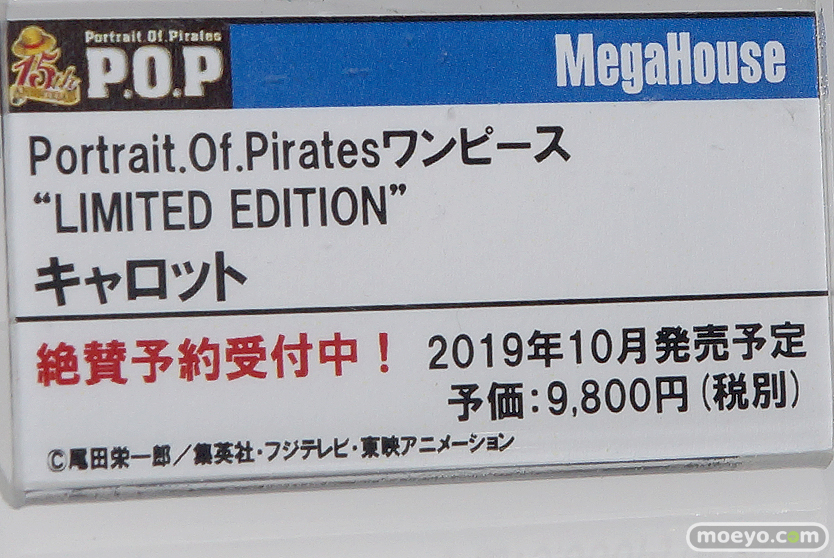 Portrait.Of.Pirates
15th
P.O.P
MegaHouse
Portrait.Of.Piratesワンピース
“LIMITED EDITION”
キャロット
絶賛予約受付中！
2019年10月発売予定
予価：9,800円（税別）
©尾田栄一郎／集英社・フジテレビ・東映アニメーション
moeyo.com